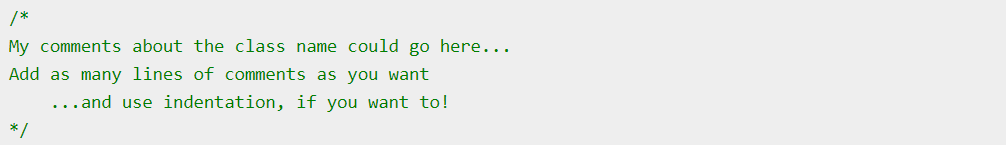 /*
My comments about the class name could go here...
Add as many lines of comments as you want
    ...and use indentation, if you want to!
*/